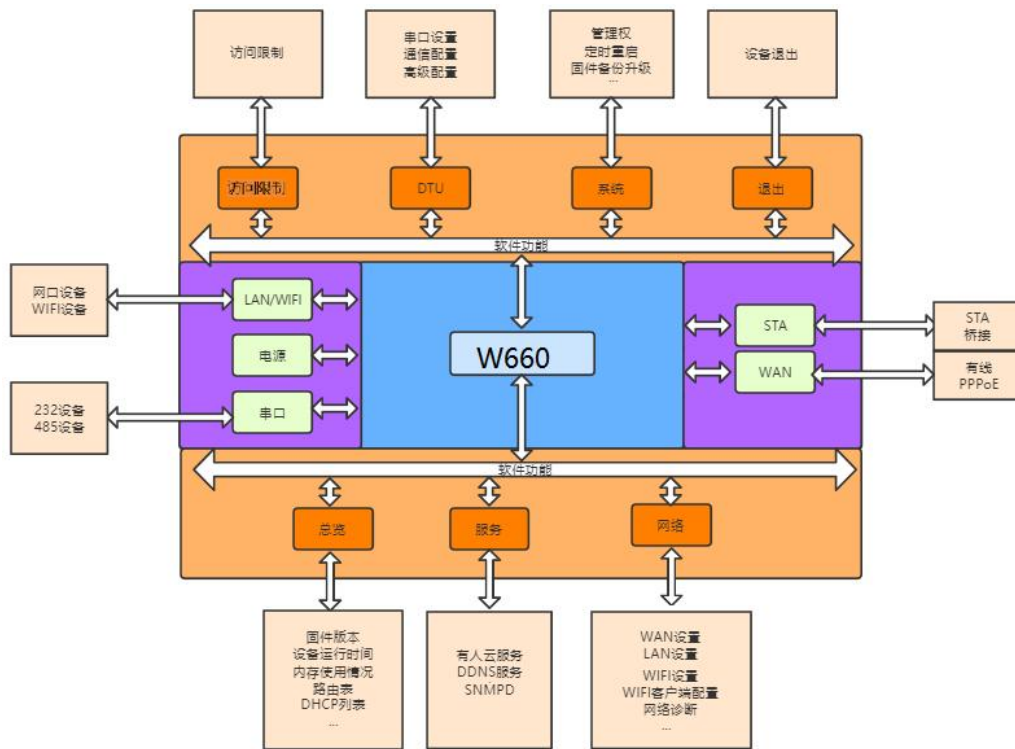 访问限制
串口设置
通信配置
高级配置
管理权
定时重启
固件备份升级
...
设备退出
访问限制
DTU
系统
退出
软件功能
网口设备
WIFI设备
LAN/WIFI
电源
232设备
485设备
串口
W660
STA
WAN
STA
桥接
有线
PPPoE
软件功能
总览
服务
网络
固件版本
设备运行时间
内存使用情况
路由表
DHCP列表
...
有人云服务
DDNS服务
SNMPD
WAN设置
LAN设置
WIFI设置
WIFI客户端配置
网络诊断
...